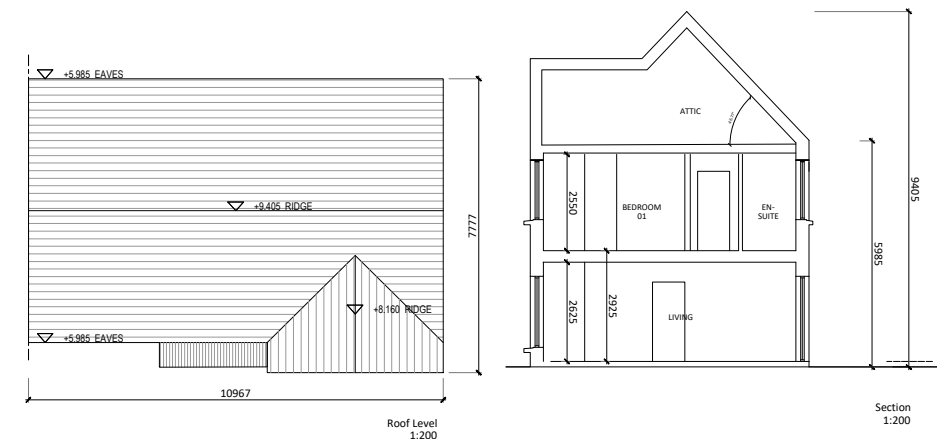 +5.985 EAVES
+9.405 RIDGE
+8.160 RIDGE
+5.985 EAVES
7777
10967
Roof Level
1:200
ATTIC
2550
BEDROOM
01
EN-
SUITE
2625
2925
LIVING
5985
9405
Section
1:200